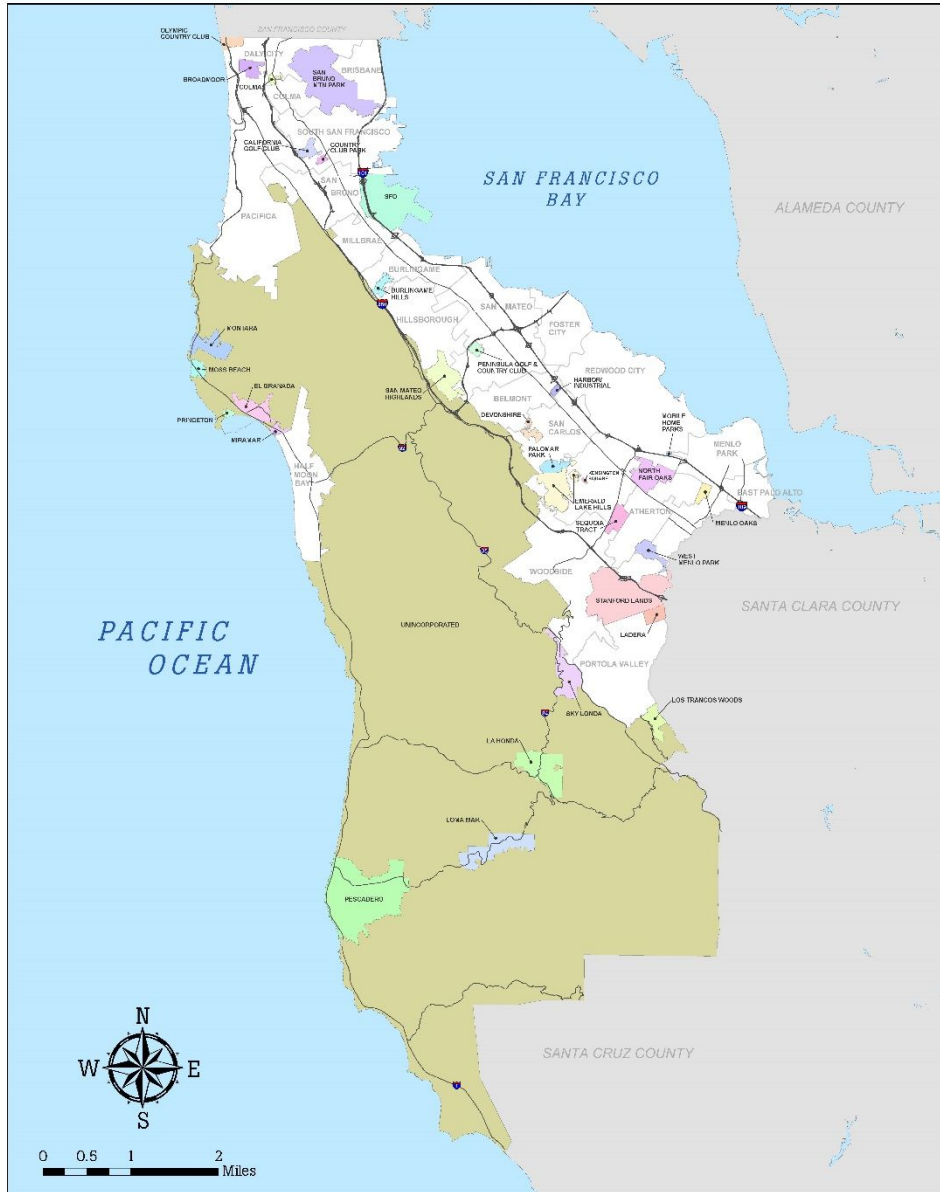 SAN FRANCISCO COUNTY
OLYMPIC
COUNTRY CLUB
DALY CITY
BROADMOOR
COLMA
COLMA
SAN
BRUNO
MTN PARK
BRISBANE
SOUTH SAN FRANCISCO
CALIFORNIA
GOLF CLUB
COUNTRY
CLUB PARK
SAN
BRUNO
SFO
SAN FRANCISCO
BAY
ALAMEDA COUNTY
PACIFICA
MILLBRAE
BURLINGAME
BURLINGAME
HILLS
HILLSBOROUGH
SAN MATEO
FOSTER
CITY
MONTARA
MOSS BEACH
EL GRANADA
PRINCETON
MIRAMAR
HALF
MOON
BAY
PENINSULA GOLF &
COUNTRY CLUB
SAN MATEO
HIGHLANDS
REDWOOD CITY
HARBOR/
INDUSTRIAL
BELMONT
DEVONSHIRE
SAN
CARLOS
MOBILE
HOME
PARKS
MENLO
PARK
PALOMAR
PARK
KENSINGTON
SQUARE
NORTH
FAIR OAKS
EAST PALO ALTO
EMERALD
LAKE HILLS
SEQUOIA
TRACT
ATHERTON
MENLO OAKS
WEST
MENLO PARK
WOODSIDE
STANFORD LANDS
LADERA
SANTA CLARA COUNTY
PACIFIC
OCEAN
UNINCORPORATED
PORTOLA VALLEY
SKY LONDA
LOS TRANCOS WOODS
LA HONDA
LOMA MAR
PESCADERO
SANTA CRUZ COUNTY
N
W E
S
0 0.5 1 2
Miles